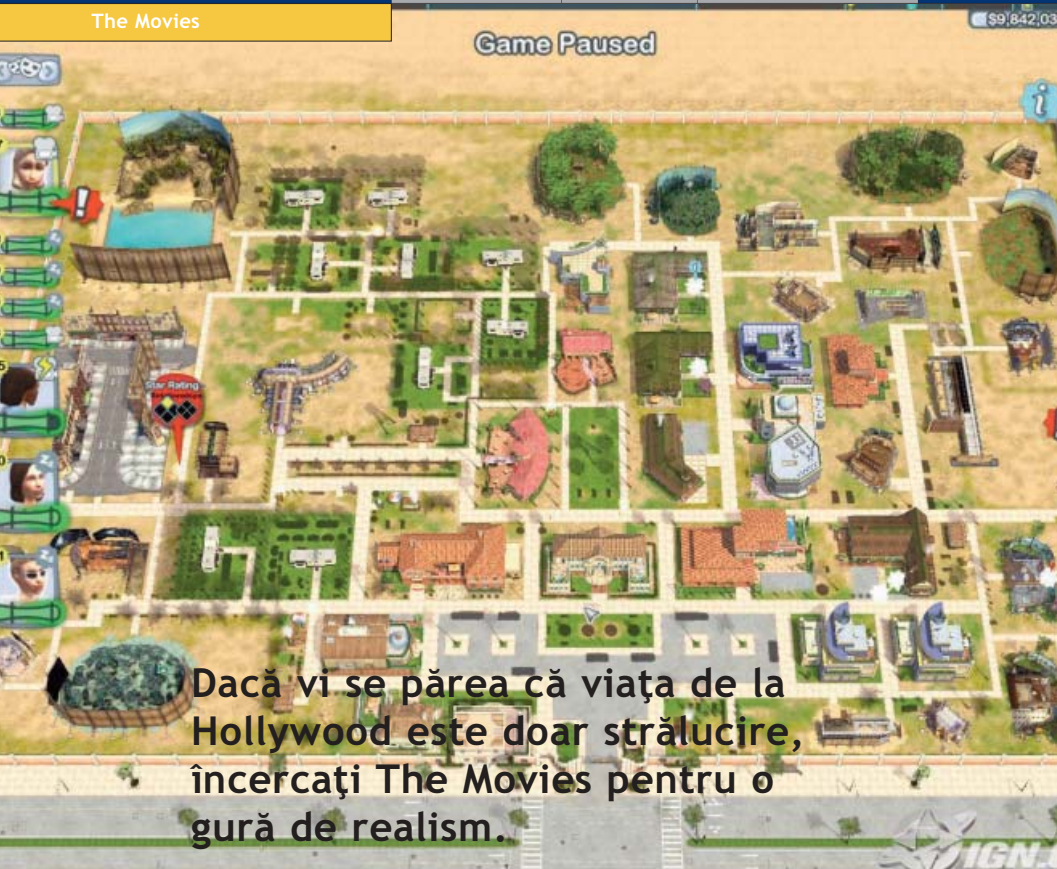 The Movies
Game Paused
$9,842,03
Star Rating
Dacă vi se părea că viaţa de la
Hollywood este doar strălucire,
încercaţi The Movies pentru o
gură de realism.
IGN.